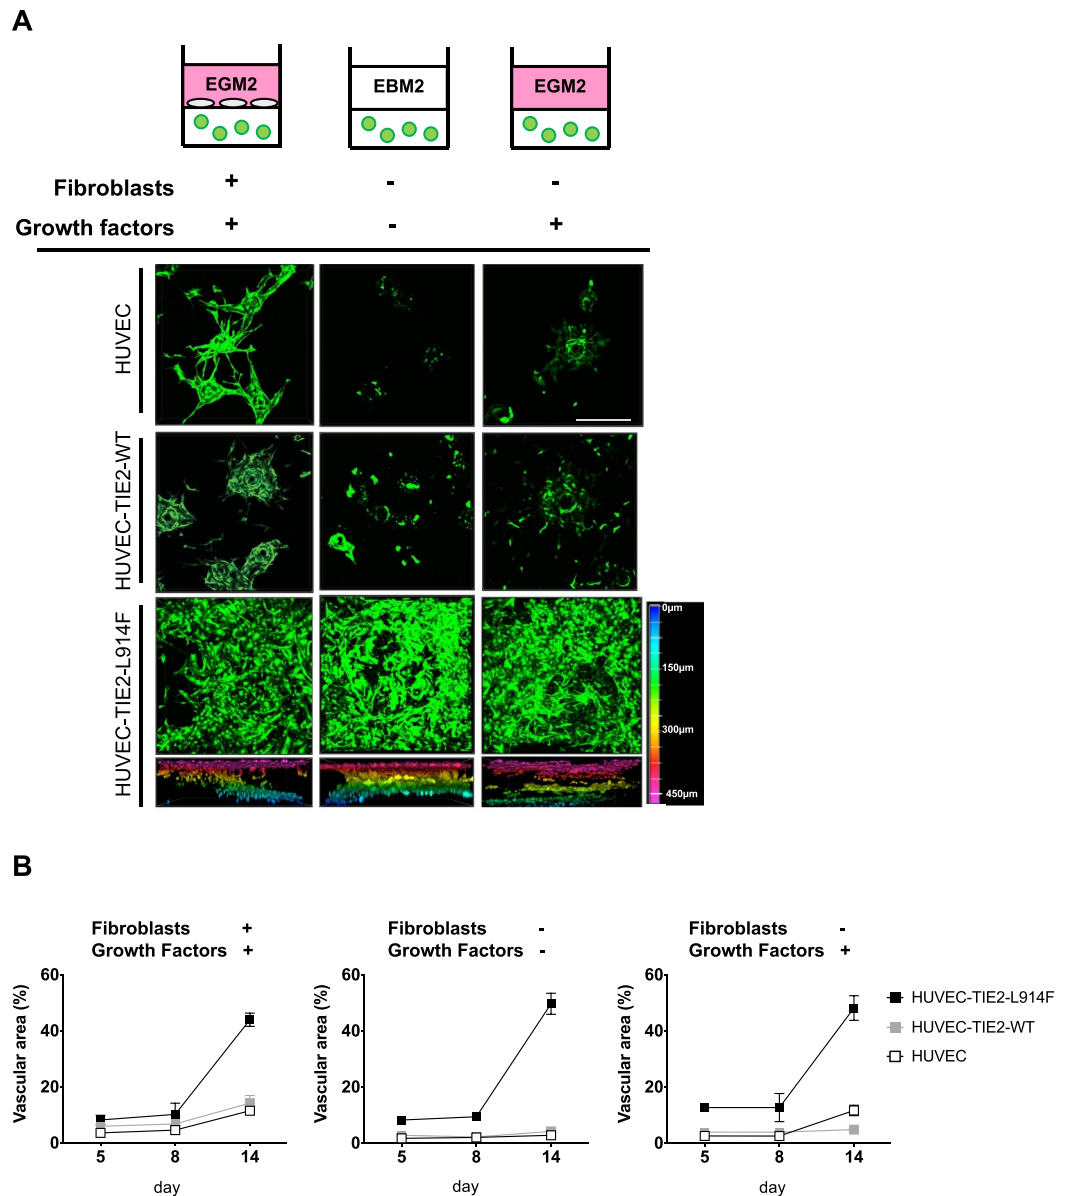 A
EGM2 EBM2 EGM2
Fibroblasts + - -
Growth factors + - +
HUVEC
HUVEC-TIE2-WT
HUVEC-TIE2-L914F
0µm
150µm
300µm
450µm
B
Fibroblasts +
Growth Factors +
Fibroblasts -
Growth Factors -
Fibroblasts -
Growth Factors +
Vascular area (%)
60
40
20
0
5 8 14
day
Vascular area (%)
60
40
20
0
5 8 14
day
Vascular area (%)
60
40
20
0
5 8 14
day
HUVEC-TIE2-L914F
HUVEC-TIE2-WT
HUVEC